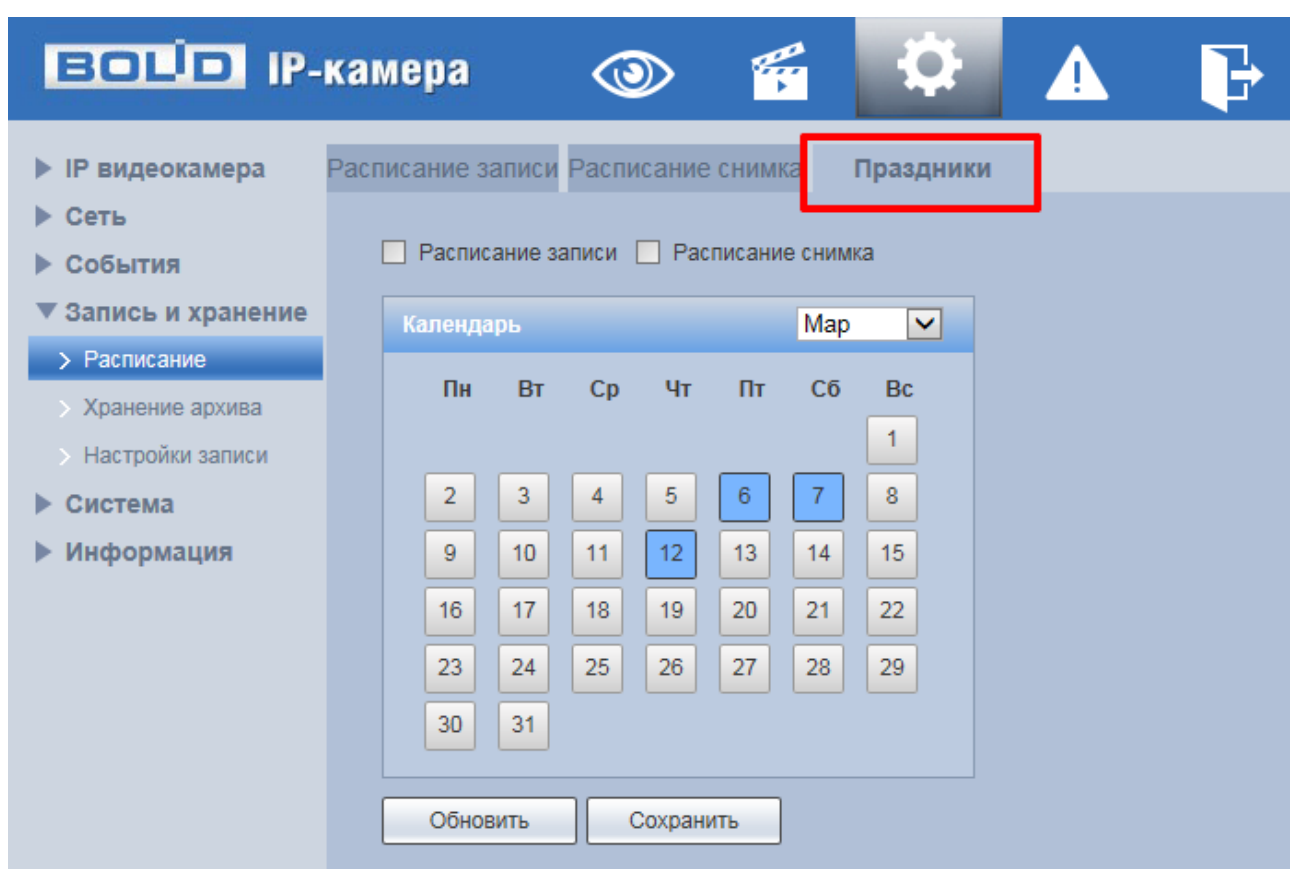 BOLID IP-камера
IP видеокамера
Сеть
События
Запись и хранение
Расписание
Хранение архива
Настройки записи
Система
Информация
Расписание записи Расписание снимка Праздники
Расписание записи Расписание снимка
Календарь Мар
Пн Вт Ср Чт Пт Сб Вс
1
2 3 4 5 6 7 8
9 10 11 12 13 14 15
16 17 18 19 20 21 22
23 24 25 26 27 28 29
30 31
Обновить Сохранить